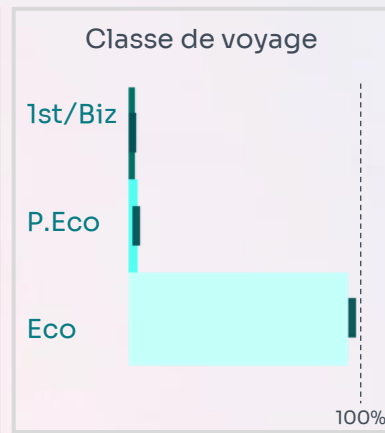 Classe de voyage
1st/Biz
P.Eco
Eco
100%